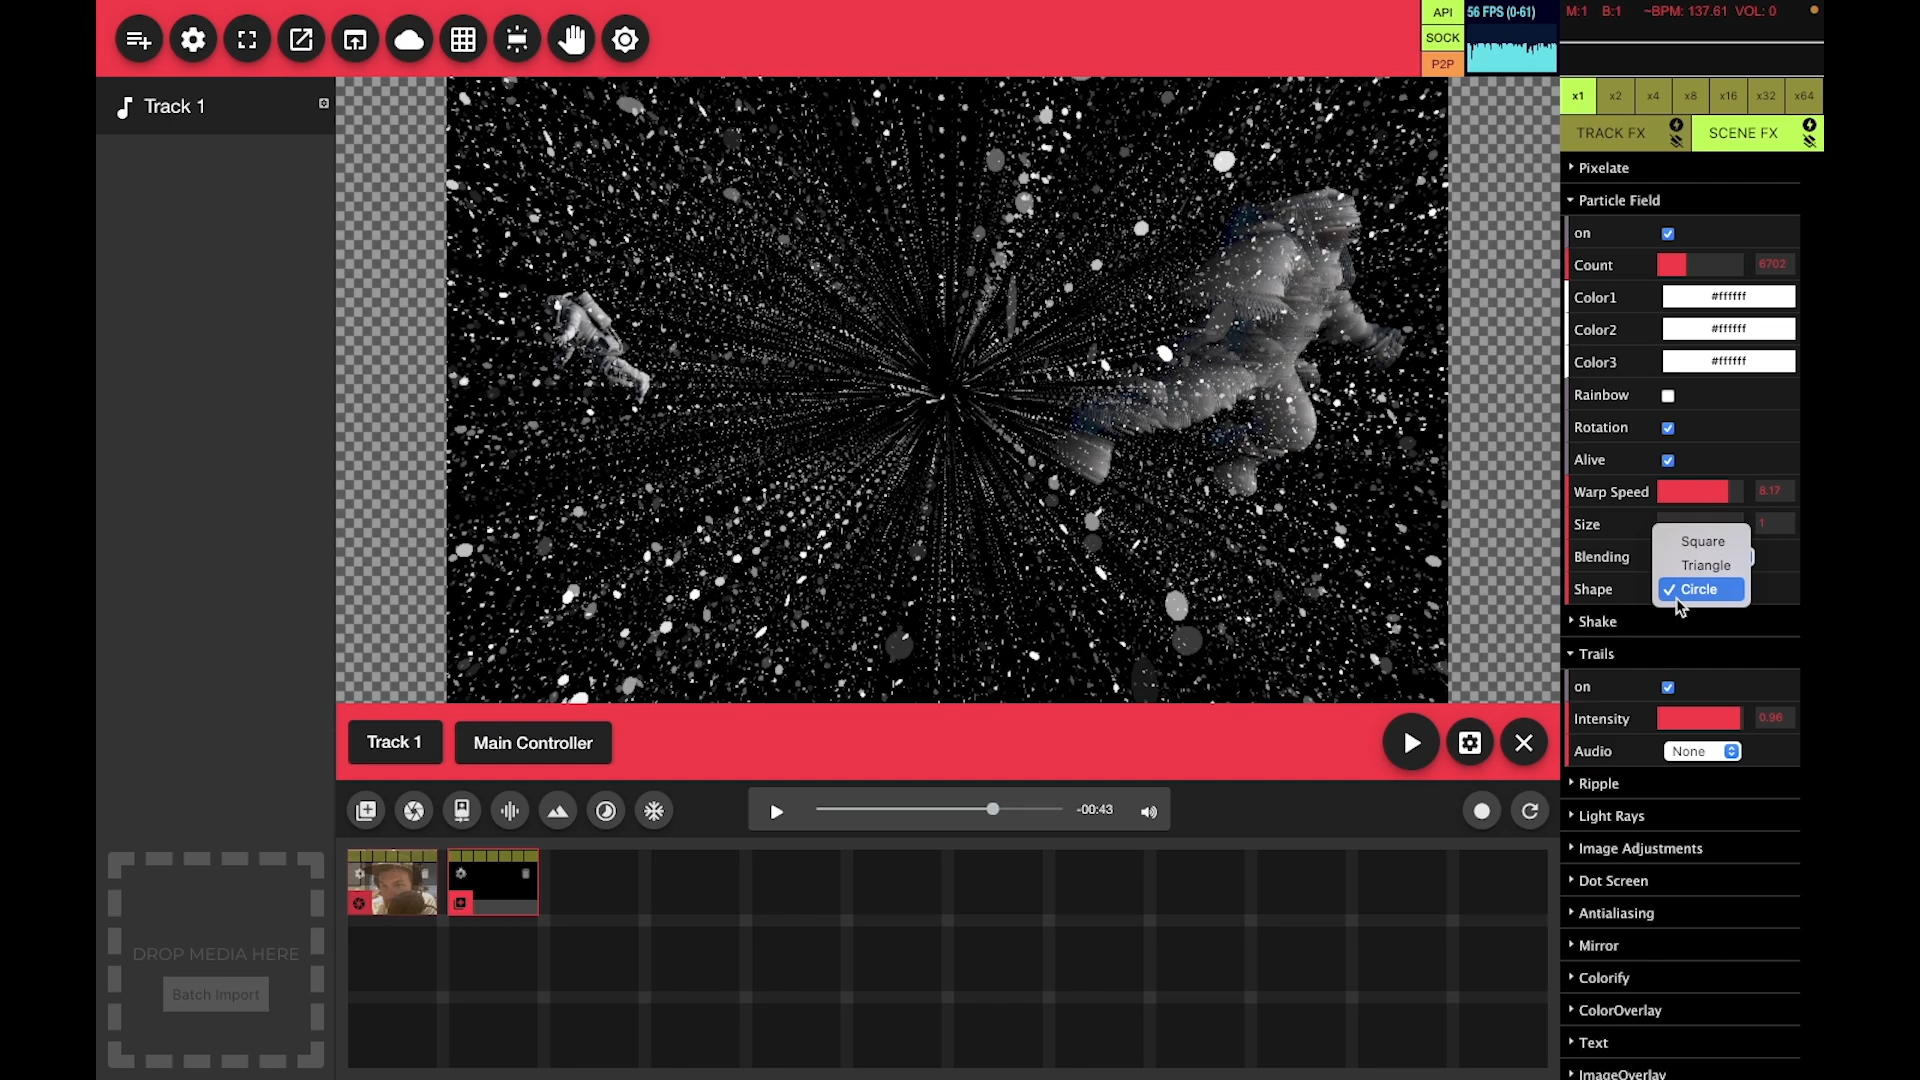 API
SOCK
P2P
56 FPS (0-61)
M:1 B:1 ~BPM: 137.61 VOL: 0
Track 1
x1 x2 x4 x8 x16 x32 x64
TRACK FX
SCENE FX
Pixelate
Particle Field
on
Count 6702
Color1 #ffffff
Color2 #ffffff
Color3 #ffffff
Rainbow
Rotation
Alive
Warp Speed 8.17
Size 1
Blending
Shape
Square
Triangle
✓ Circle
Shake
Trails
on
Intensity 0.96
Audio None
Ripple
Light Rays
Image Adjustments
Dot Screen
Antialiasing
Mirror
Colorify
ColorOverlay
Text
ImageOverlay
Track 1
Main Controller
-00:43
DROP MEDIA HERE
Batch Import